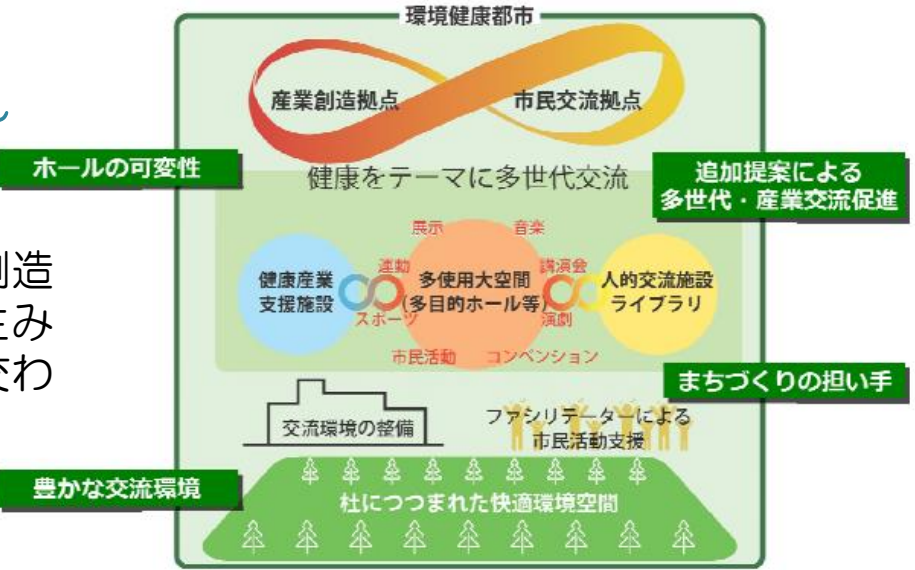 環境健康都市
産業創造拠点
市民交流拠点
ホールの可変性
健康をテーマに多世代交流
追加提案による
多世代・産業交流促進
展示
音楽
運動
講演会
健康産業
支援施設
多使用大空間
(多目的ホール等)
人的交流施設
ライブラリ
スポーツ
演劇
市民活動
コンベンション
まちづくりの担い手
交流環境の整備
ファシリテーターによる
市民活動支援
豊かな交流環境
杜につつまれた快適環境空間